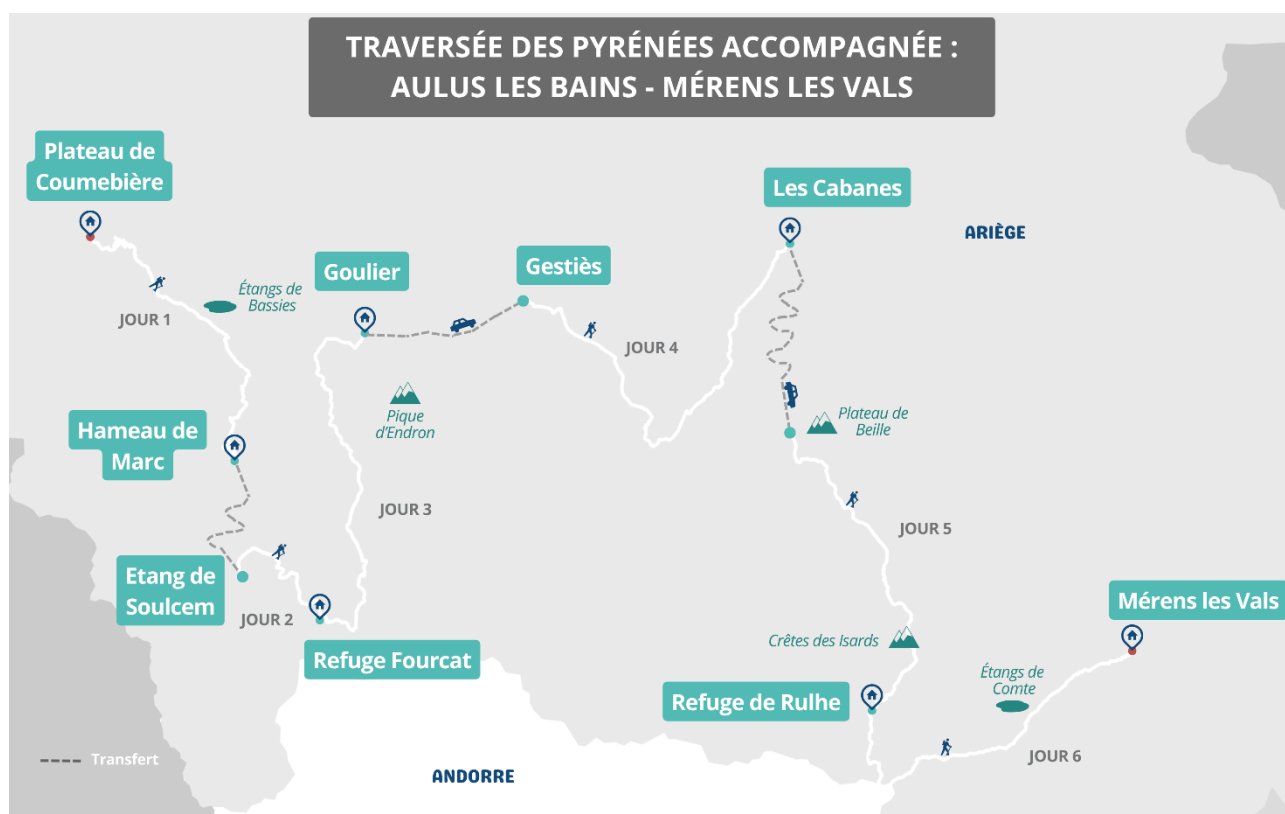 TRAVERSÉE DES PYRÉNÉES ACCOMPAGNÉE :
AULUS LES BAINS - MÉRENS LES VALS
Plateau de
Coumebière
Les Cabanes
ARIÈGE
Goulier
Gestiès
Étangs de
Bassies
JOUR 1
JOUR 4
Pique
d'Endron
Plateau de
Beille
Hameau de
Marc
JOUR 3
JOUR 5
Etang de
Soulcem
JOUR 2
Refuge Fourcat
Mérens les Vals
Crêtes des Isards
Refuge de Rulhe
Étangs de
Comte
JOUR 6
Transfert
ANDORRE